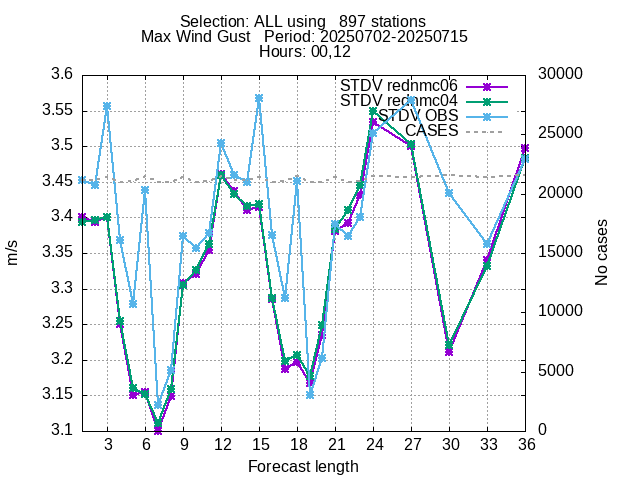 Selection: ALL using   897 stations
Max Wind Gust   Period: 20250702-20250715
Hours: 00,12
3.6
3.55
3.5
3.45
3.4
3.35
3.3
3.25
3.2
3.15
3.1
m/s
STDV rednmc06
STDV rednmc04
STDV OBS
CASES
30000
25000
20000
15000
10000
5000
0
No cases
3 6 9 12 15 18 21 24 27 30 33 36
Forecast length